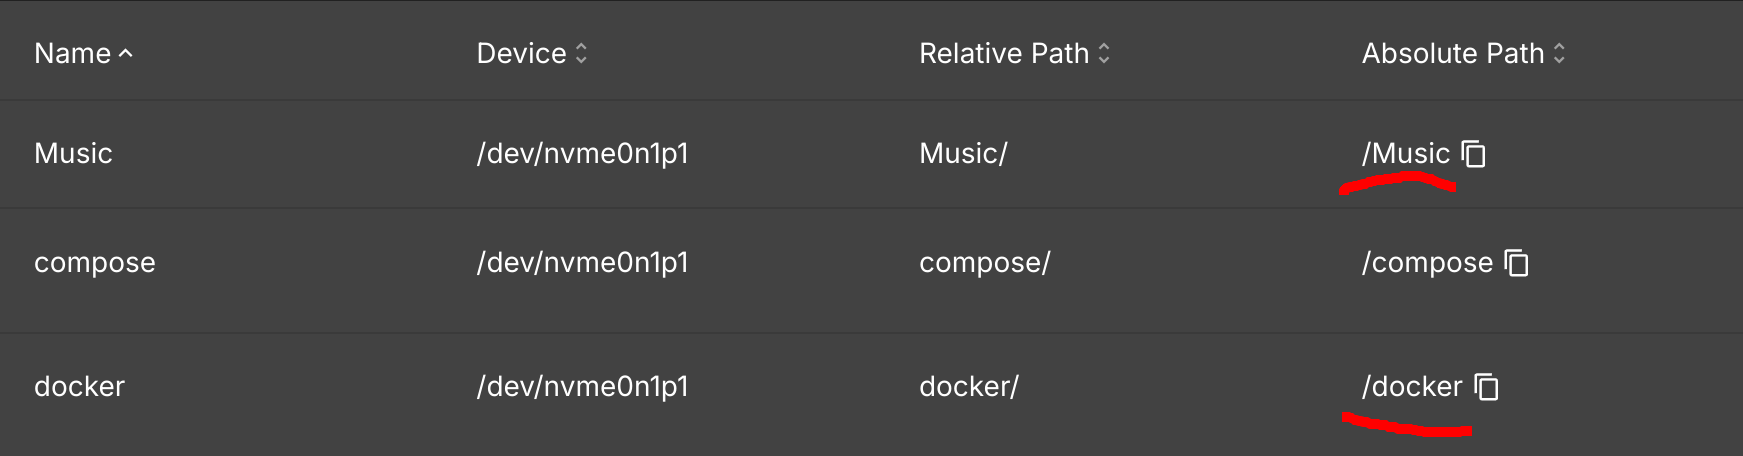 Name Device Relative Path Absolute Path
Music /dev/nvme0n1p1 Music/ /Music
compose /dev/nvme0n1p1 compose/ /compose
docker /dev/nvme0n1p1 docker/ /docker